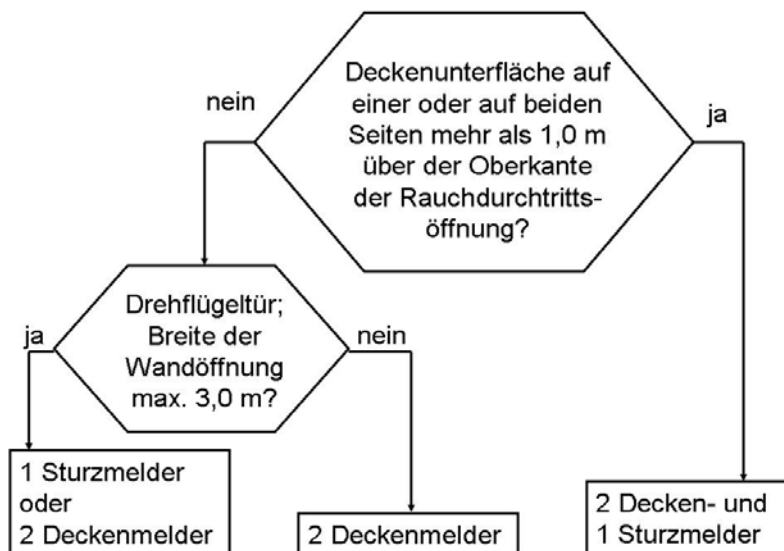 Deckenunterfläche auf
einer oder auf beiden
Seiten mehr als 1,0 m
über der Oberkante
der Rauchdurchtritts-
öffnung?
nein
ja
Drehflügeltür;
Breite der
Wandöffnung
max. 3,0 m?
ja
nein
1 Sturzmelder
oder
2 Deckenmelder
2 Deckenmelder
2 Decken- und
1 Sturzmelder